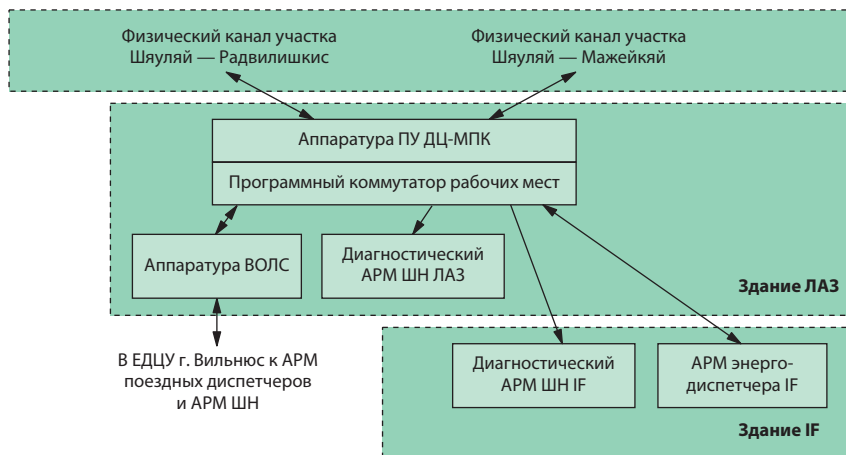 Физический канал участка
Шяуляй — Радвилишкис
Физический канал участка
Шяуляй — Мажейкяй
Аппаратура ПУ ДЦ-МПК
Программный коммутатор рабочих мест
Аппаратура ВОЛС
Диагностический
АРМ ШН ЛАЗ
Здание ЛАЗ
В ЕДЦУ г. Вильнюс к АРМ
поездных диспетчеров
и АРМ ШН
Диагностический
АРМ ШН IF
АРМ энерго-
диспетчера IF
Здание IF